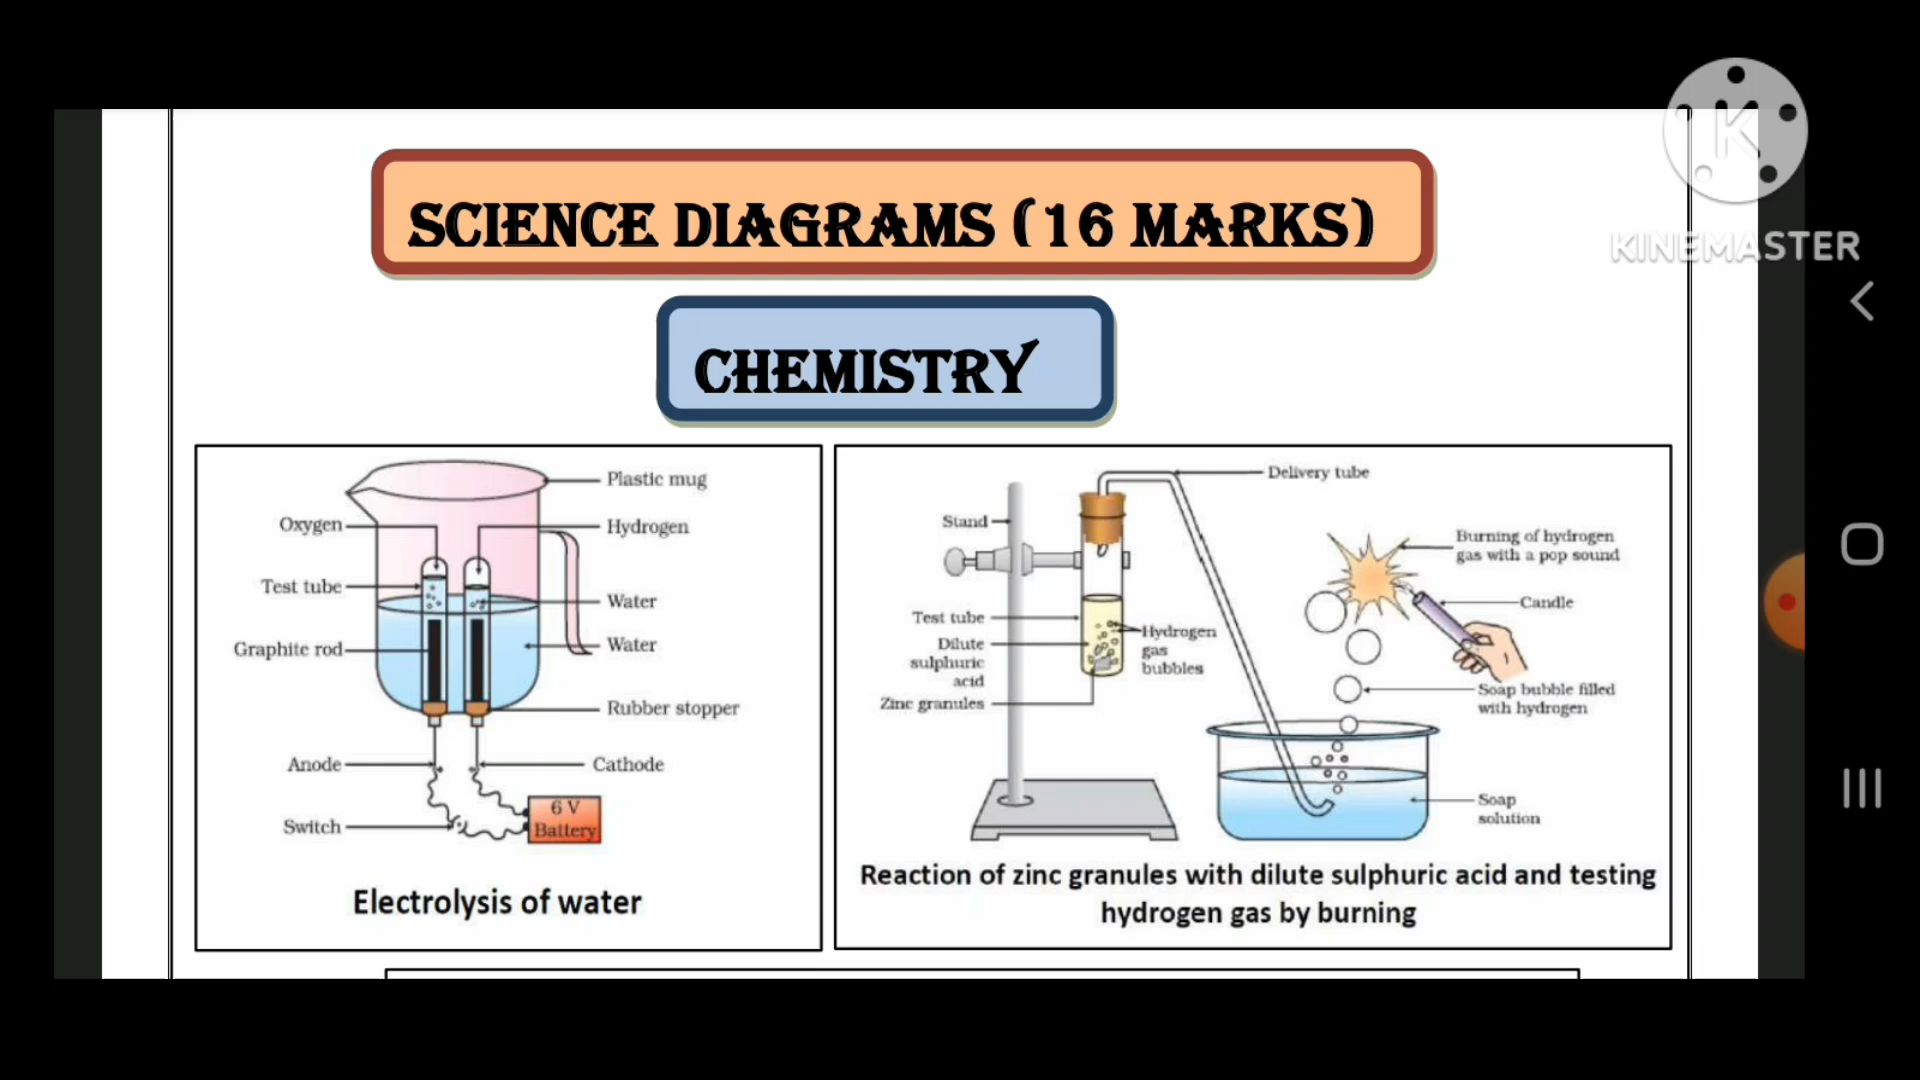 SCIENCE DIAGRAMS (16 MARKS)
CHEMISTRY
K
KINEMASTER
Plastic mug
Oxygen
Hydrogen
Test tube
Water
Graphite rod
Water
Rubber stopper
Anode
Cathode
Switch
6 V
Battery
Electrolysis of water
Delivery tube
Stand
Burning of hydrogen
gas with a pop sound
Candle
Test tube
Dilute
sulphuric
acid
Hydrogen
gas
bubbles
Zinc granules
Soap bubble filled
with hydrogen
Soap
solution
Reaction of zinc granules with dilute sulphuric acid and testing
hydrogen gas by burning